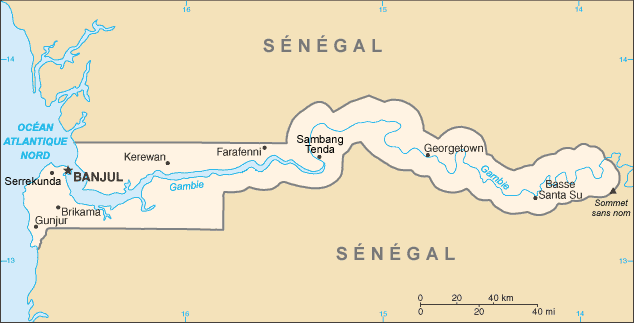 16
15
14
SÉNÉGAL
14
14
OCÉAN
ATLANTIQUE
NORD
Sambang
Tenda
Georgetown
Farafenni
Kerewan
BANJUL
Serrekunda
Gambie
Gambie
Basse
Santa Su
Sommet
sans nom
Brikama
Gunjur
SÉNÉGAL
13
13
0 20 40 km
0 20 40 mi
16
15
14